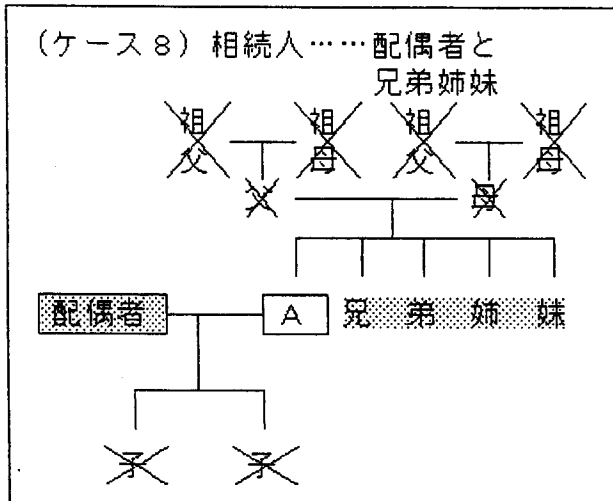 (ケース8) 相続人……配偶者と
兄弟姉妹
祖父 祖母 祖父 祖母
父 母
配偶者 A 兄 弟 姉 妹
子 子